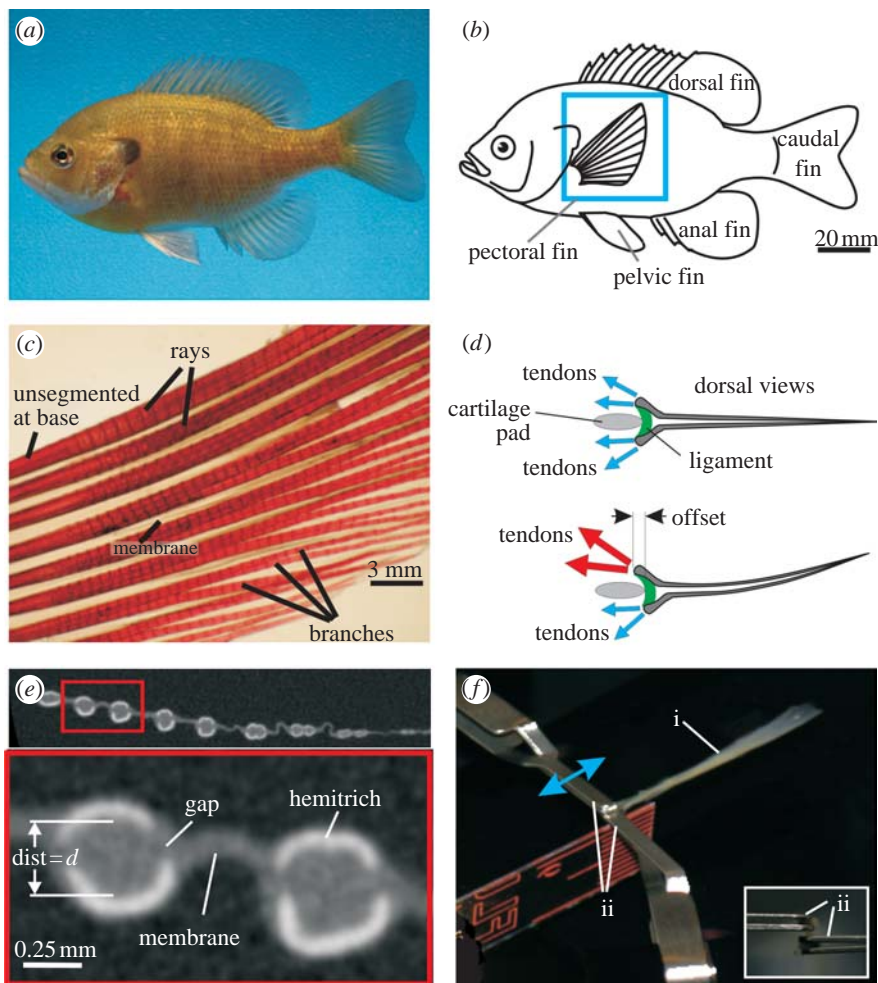 (a)
(b)
dorsal fin
caudal
fin
pectoral fin
anal fin
pelvic fin
20 mm
(c)
rays
unsegmented
at base
membrane
3 mm
branches
(d)
tendons
dorsal views
cartilage
pad
tendons
ligament
tendons
offset
tendons
(e)
gap
hemitrich
dist = d
membrane
0.25 mm
(f)
i
ii
ii